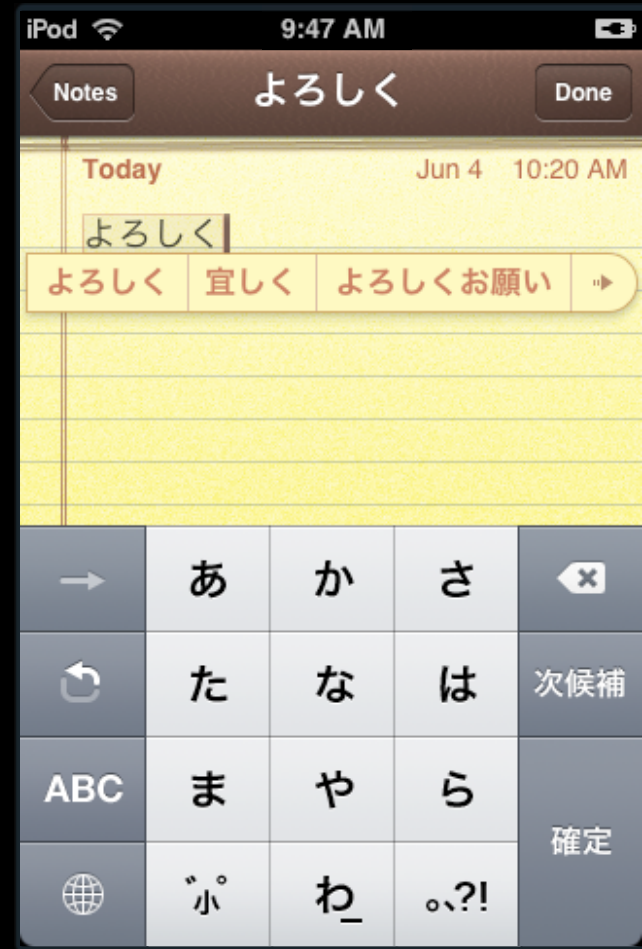 iPod 9:47 AM
Notes よろしく Done
Today Jun 4 10:20 AM
よろしく
よろしく 宜しく よろしくお願い
あ か さ
た な は 次候補
ABC ま や ら
確定
゛小゜ わ_ 。、?!